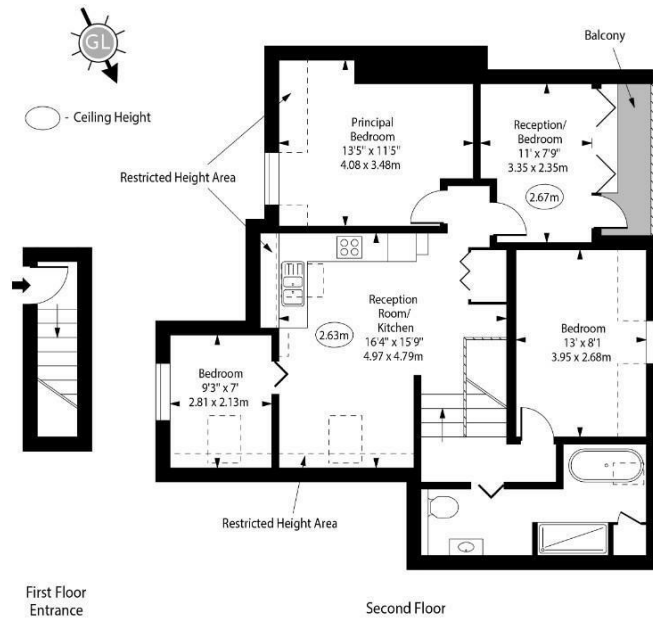 GL
- Ceiling Height
Balcony
Restricted Height Area
Principal
Bedroom
13'5" x 11'5"
4.08 x 3.48m
Reception/
Bedroom
11' x 7'9"
3.35 x 2.35m
2.67m
Reception
Room/
Kitchen
16'4" x 15'9"
4.97 x 4.79m
2.63m
Bedroom
13' x 8'1
3.95 x 2.68m
Bedroom
9'3" x 7'
2.81 x 2.13m
Restricted Height Area
First Floor
Entrance
Second Floor